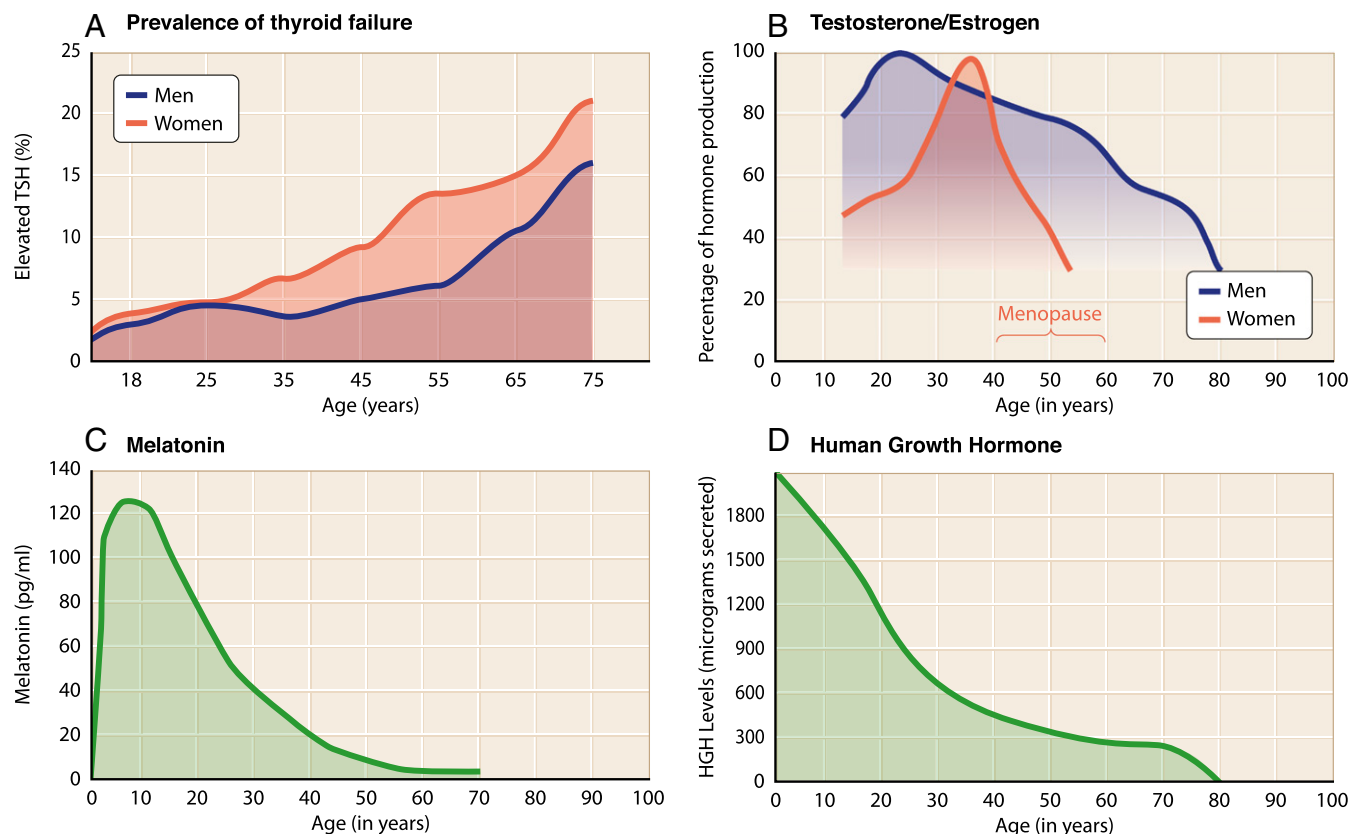 A Prevalence of thyroid failure
Elevated TSH (%)
25
20
15
10
5
0
Men
Women
18 25 35 45 55 65 75
Age (years)
B Testosterone/Estrogen
Percentage of hormone production
100
80
60
40
20
0
Menopause
Men
Women
0 10 20 30 40 50 60 70 80 90 100
Age (in years)
C Melatonin
Melatonin (pg/ml)
140
120
100
80
60
40
20
0
0 10 20 30 40 50 60 70 80 90 100
Age (in years)
D Human Growth Hormone
HGH Levels (micrograms secreted)
1800
1500
1200
900
600
300
0
0 10 20 30 40 50 60 70 80 90 100
Age (in years)